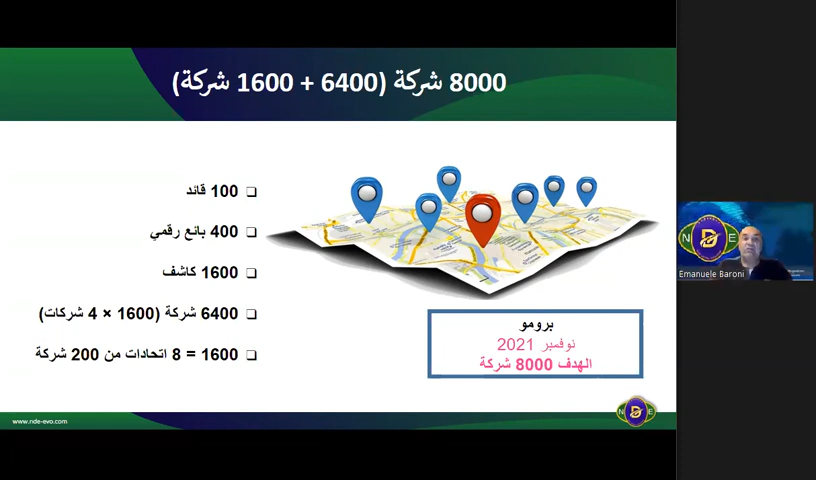 8000 شركة (6400 + 1600 شركة)
100 قائد
400 بائع رقمي
1600 كاشف
6400 شركة (1600 × 4 شركات)
1600 = 8 اتحادات من 200 شركة
برومو
نوفمبر 2021
الهدف 8000 شركة
www.nde-evo.com
N D E
N D E
Emanuele Baroni